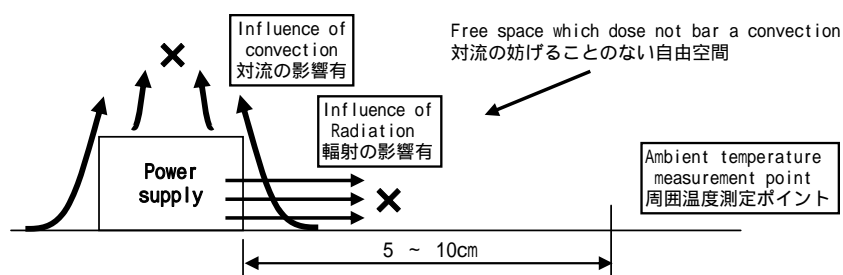 Influence of
convection
対流の影響有
Free space which dose not bar a convection
対流の妨げることのない自由空間
Influence of
Radiation
輻射の影響有
Power
supply
Ambient temperature
measurement point
周囲温度測定ポイント
5 ~ 10cm